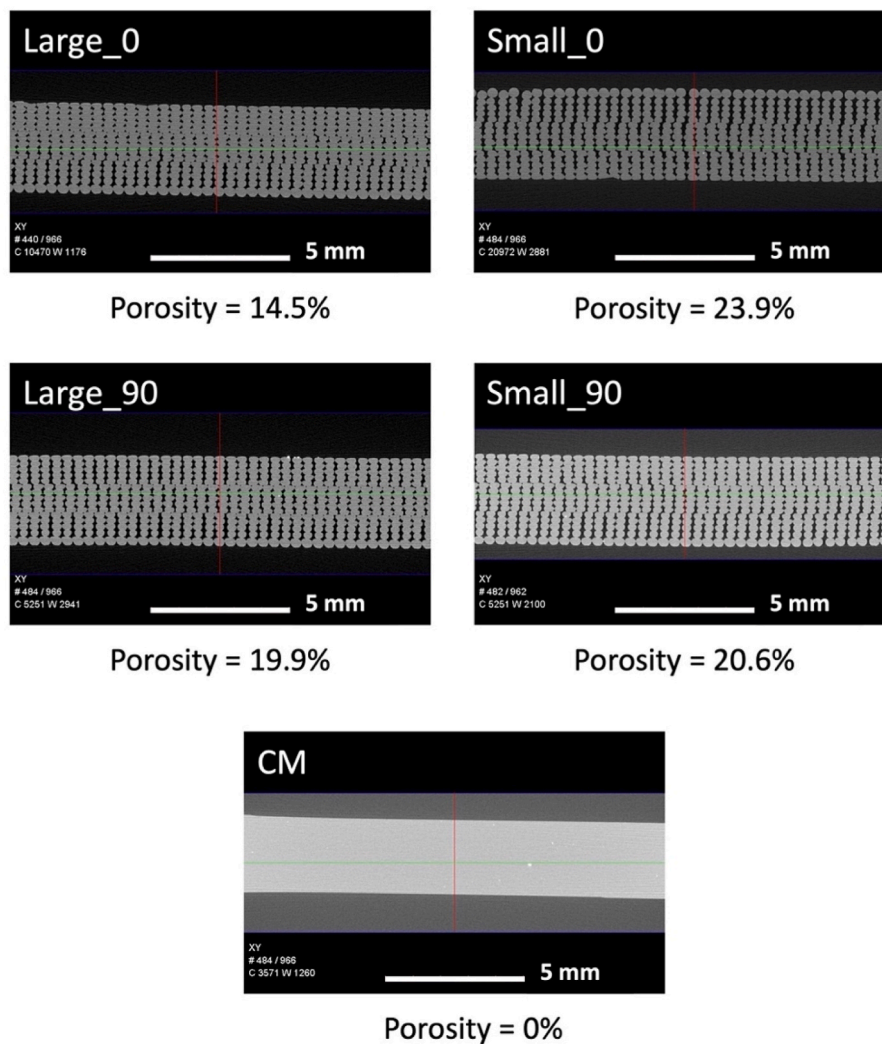 Large_0
XY
# 440 / 966
C 10470 W 1176
5 mm
Porosity = 14.5%
Small_0
XY
# 484 / 966
C 20972 W 2881
5 mm
Porosity = 23.9%
Large_90
XY
# 484 / 966
C 5251 W 2941
5 mm
Porosity = 19.9%
Small_90
XY
# 482 / 962
C 5251 W 2100
5 mm
Porosity = 20.6%
CM
XY
# 484 / 966
C 3571 W 1260
5 mm
Porosity = 0%